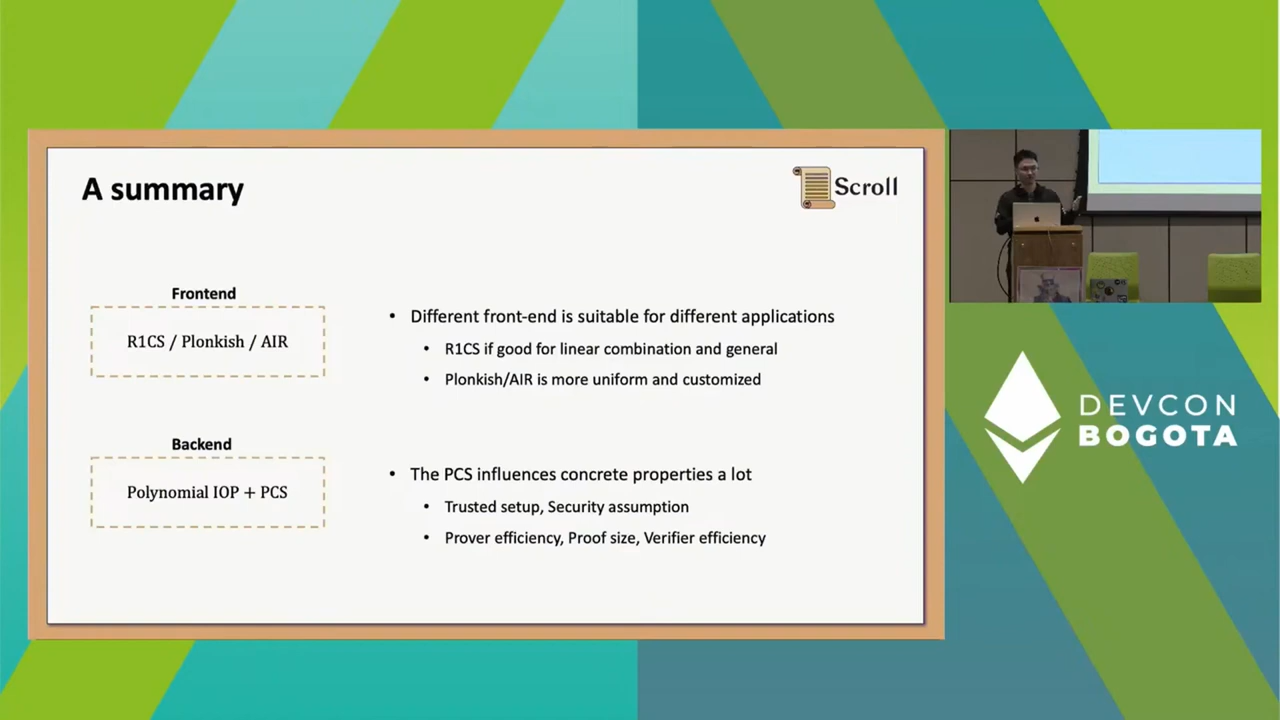 A summary
Scroll
Frontend
R1CS / Plonkish / AIR
• Different front-end is suitable for different applications
• R1CS if good for linear combination and general
• Plonkish/AIR is more uniform and customized
Backend
Polynomial IOP + PCS
• The PCS influences concrete properties a lot
• Trusted setup, Security assumption
• Prover efficiency, Proof size, Verifier efficiency
DEVCON
BOGOTA